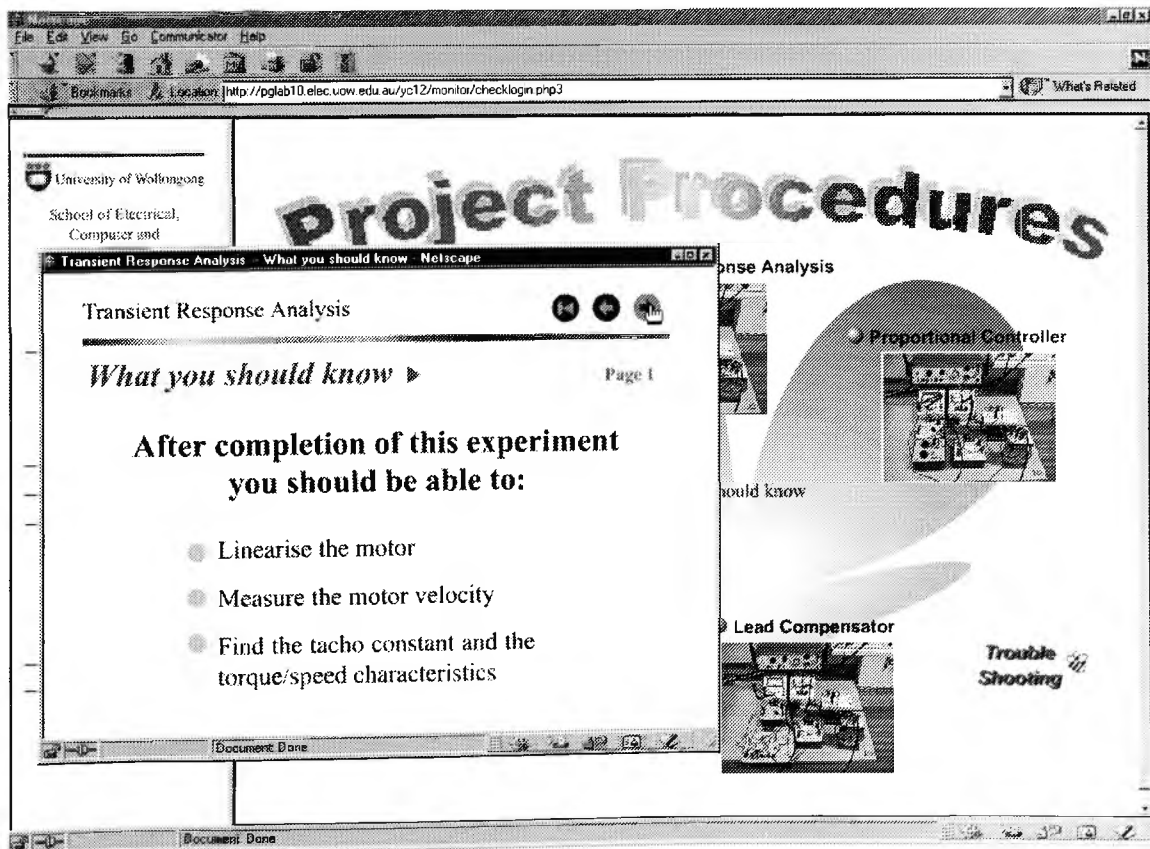 File Edit View Go Communicator Help
Bookmarks Location: http://pglab10.elec.uow.edu.au/yc12/monitor/checklogin.php3 What's Related
University of Wollongong
School of Electrical,
Computer and
Project Procedures
Transient Response Analysis - What you should know - Netscape
Transient Response Analysis
What you should know
Page 1
After completion of this experiment
you should be able to:
Linearise the motor
Measure the motor velocity
Find the tacho constant and the
torque/speed characteristics
Document: Done
onse Analysis
Proportional Controller
hould know
Lead Compensator
Trouble
Shooting
Document: Done